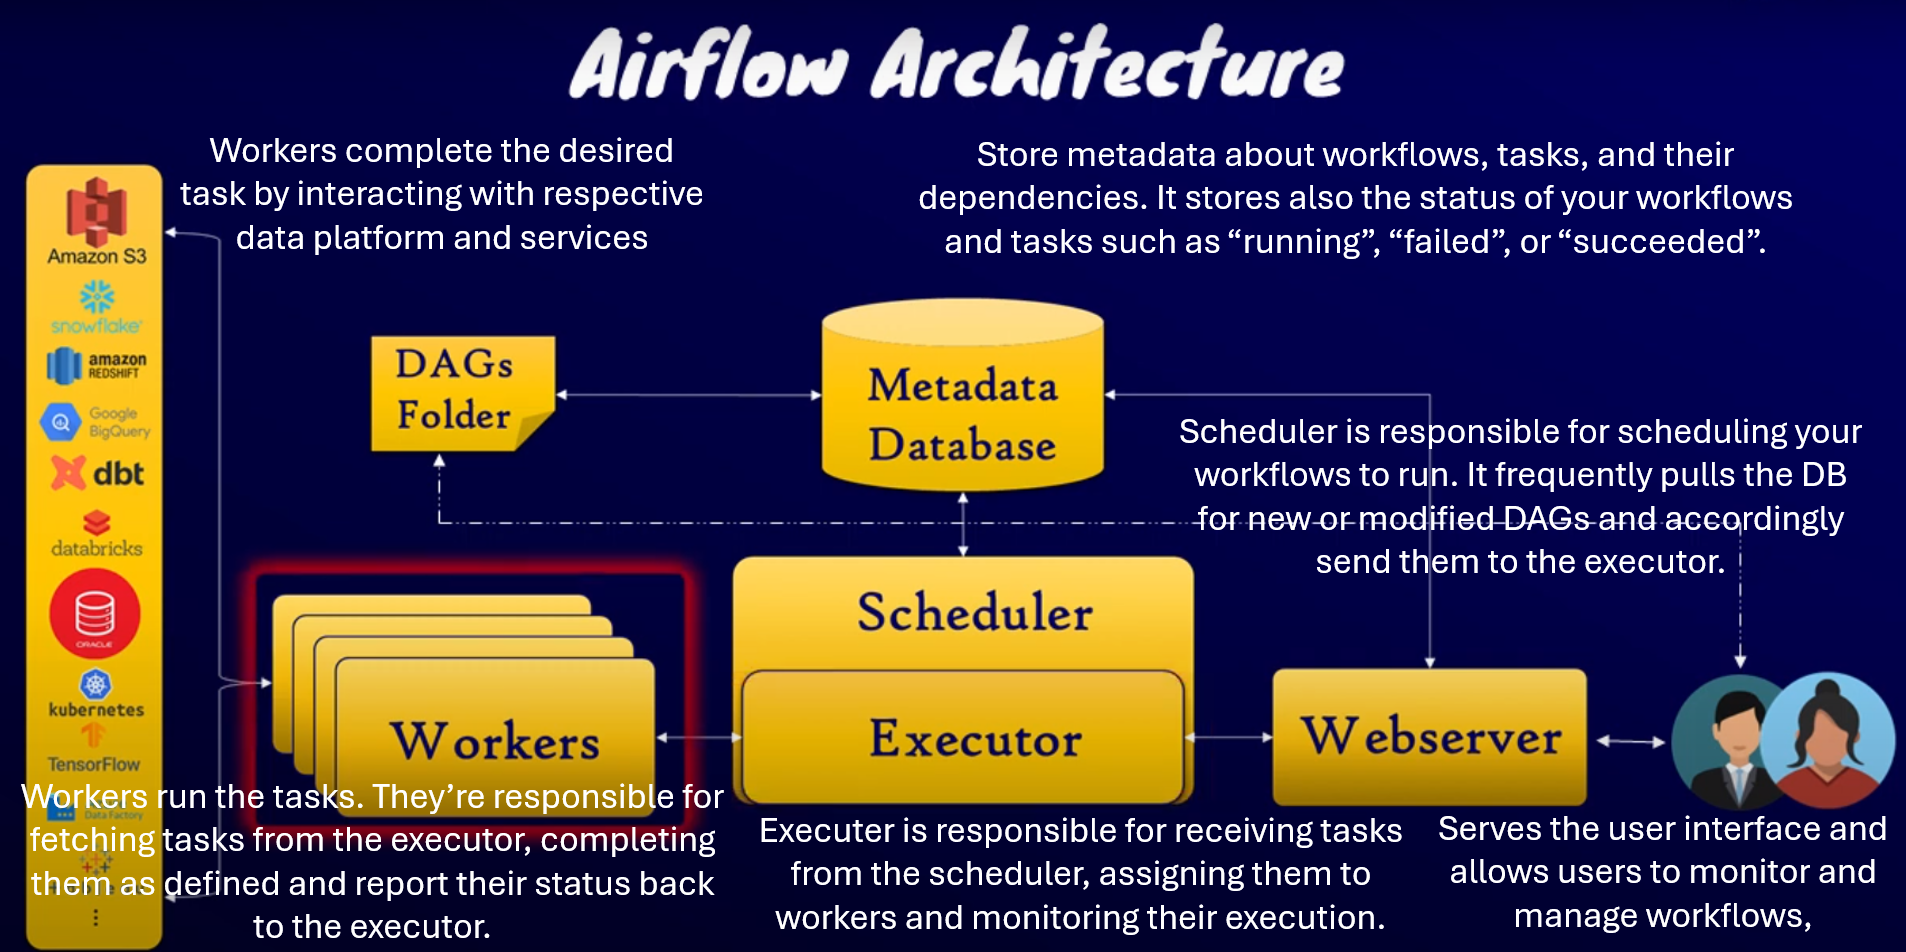 Airflow Architecture
Workers complete the desired
task by interacting with respective
data platform and services
Store metadata about workflows, tasks, and their
dependencies. It stores also the status of your workflows
and tasks such as “running”, “failed”, or “succeeded”.
Amazon S3
snowflake
amazon
REDSHIFT
Google
BigQuery
dbt
databricks
ORACLE
kubernetes
TensorFlow
Data Factory
DAGs
Folder
Metadata
Database
Scheduler is responsible for scheduling your
workflows to run. It frequently pulls the DB
for new or modified DAGs and accordingly
send them to the executor.
Scheduler
Executor
Workers
Webserver
Workers run the tasks. They’re responsible for
fetching tasks from the executor, completing
them as defined and report their status back
to the executor.
Executer is responsible for receiving tasks
from the scheduler, assigning them to
workers and monitoring their execution.
Serves the user interface and
allows users to monitor and
manage workflows,